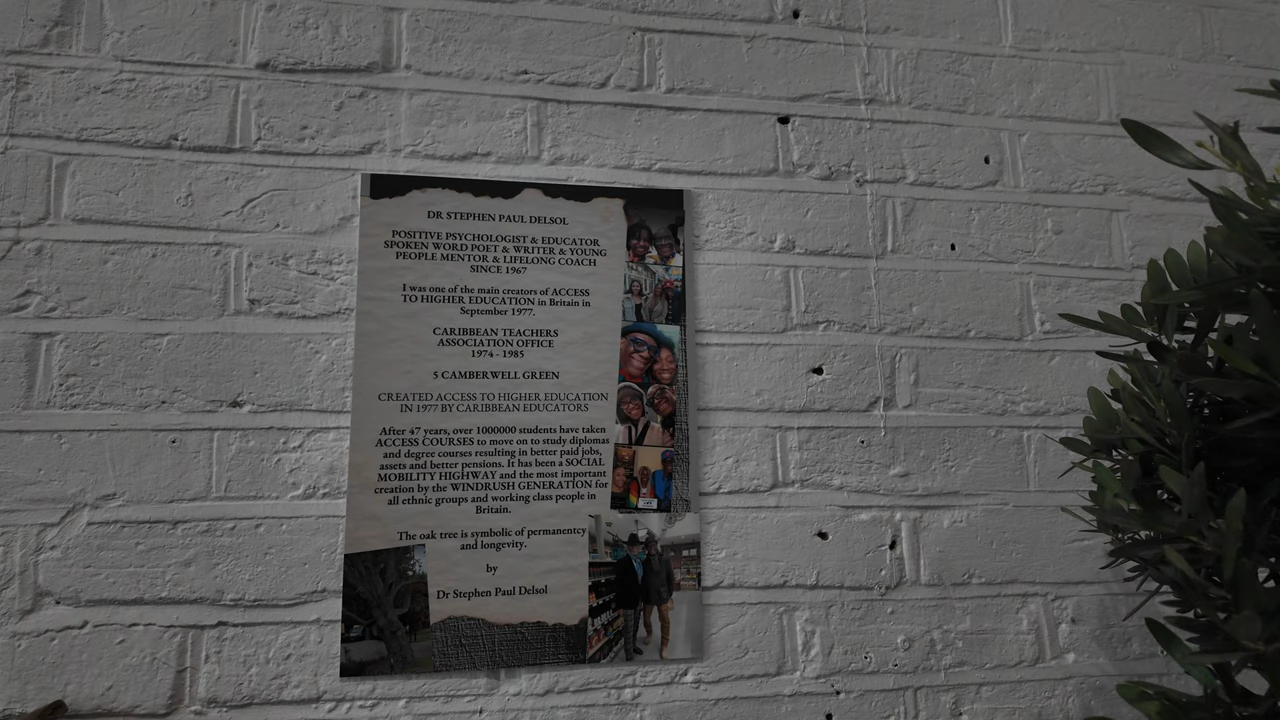 DR STEPHEN PAUL DELSOL
POSITIVE PSYCHOLOGIST & EDUCATOR
SPOKEN WORD POET & WRITER & YOUNG
PEOPLE MENTOR & LIFELONG COACH
SINCE 1967
I was one of the main creators of ACCESS
TO HIGHER EDUCATION in Britain in
September 1977.
CARIBBEAN TEACHERS
ASSOCIATION OFFICE
1974 - 1985
5 CAMBERWELL GREEN
CREATED ACCESS TO HIGHER EDUCATION
IN 1977 BY CARIBBEAN EDUCATORS
After 47 years, over 1000000 students have taken
ACCESS COURSES to move on to study diplomas
and degree courses resulting in better paid jobs,
assets and better pensions. It has been a SOCIAL
MOBILITY HIGHWAY and the most important
creation by the WINDRUSH GENERATION for
all ethnic groups and working class people in
Britain.
The oak tree is symbolic of permanency
and longevity.
by
Dr Stephen Paul Delsol